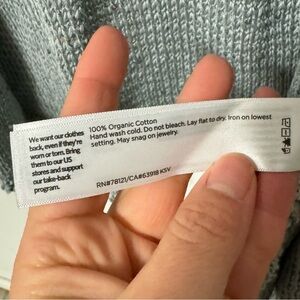 We want our clothes
back, even if they're
worn or torn. Bring
them to our US
stores and support
our take-back
program.
100% Organic Cotton
Hand wash cold. Do not bleach. Lay flat to dry. Iron on lowest
setting. May snag on jewelry.
RN#78121/CA#63918 KSV